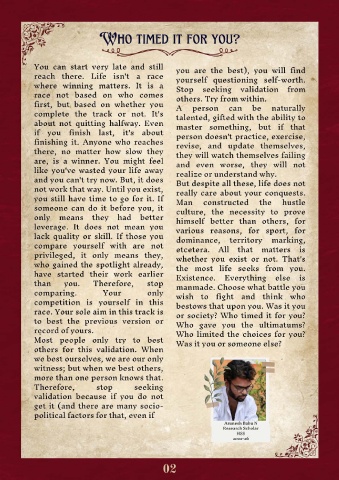 WHO TIMED IT FOR YOU?
You can start very late and still
reach there. Life isn't a race
where winning matters. It is a
race not based on who comes
first, but based on whether you
complete the track or not. It's
about not quitting halfway. Even
if you finish last, it's about
finishing it. Anyone who reaches
there, no matter how slow they
are, is a winner. You might feel
like you've wasted your life away
and you can't try now. But, it does
not work that way. Until you exist,
you still have time to go for it. If
someone can do it before you, it
only means they had better
leverage. It does not mean you
lack quality or skill. If those you
compare yourself with are not
privileged, it only means they,
who gained the spotlight already,
have started their work earlier
than you. Therefore, stop
comparing. Your only
competition is yourself in this
race. Your sole aim in this track is
to best the previous version or
record of yours.
Most people only try to best
others for this validation. When
we best ourselves, we are our only
witness; but when we best others,
more than one person knows that.
Therefore, stop seeking
validation because if you do not
get it (and there are many socio-
political factors for that, even if
you are the best), you will find
yourself questioning self-worth.
Stop seeking validation from
others. Try from within.
A person can be naturally
talented, gifted with the ability to
master something, but if that
person doesn't practice, exercise,
revise, and update themselves,
they will watch themselves failing
and even worse, they will not
realize or understand why.
But despite all these, life does not
really care about your conquests.
Man constructed the hustle
culture, the necessity to prove
himself better than others, for
various reasons, for sport, for
dominance, territory marking,
etcetera. All that matters is
whether you exist or not. That's
the most life seeks from you.
Existence. Everything else is
manmade. Choose what battle you
wish to fight and think who
bestows that upon you. Was it you
or society? Who timed it for you?
Who gave you the ultimatums?
Who limited the choices for you?
Was it you or someone else?
Research Scholar
02